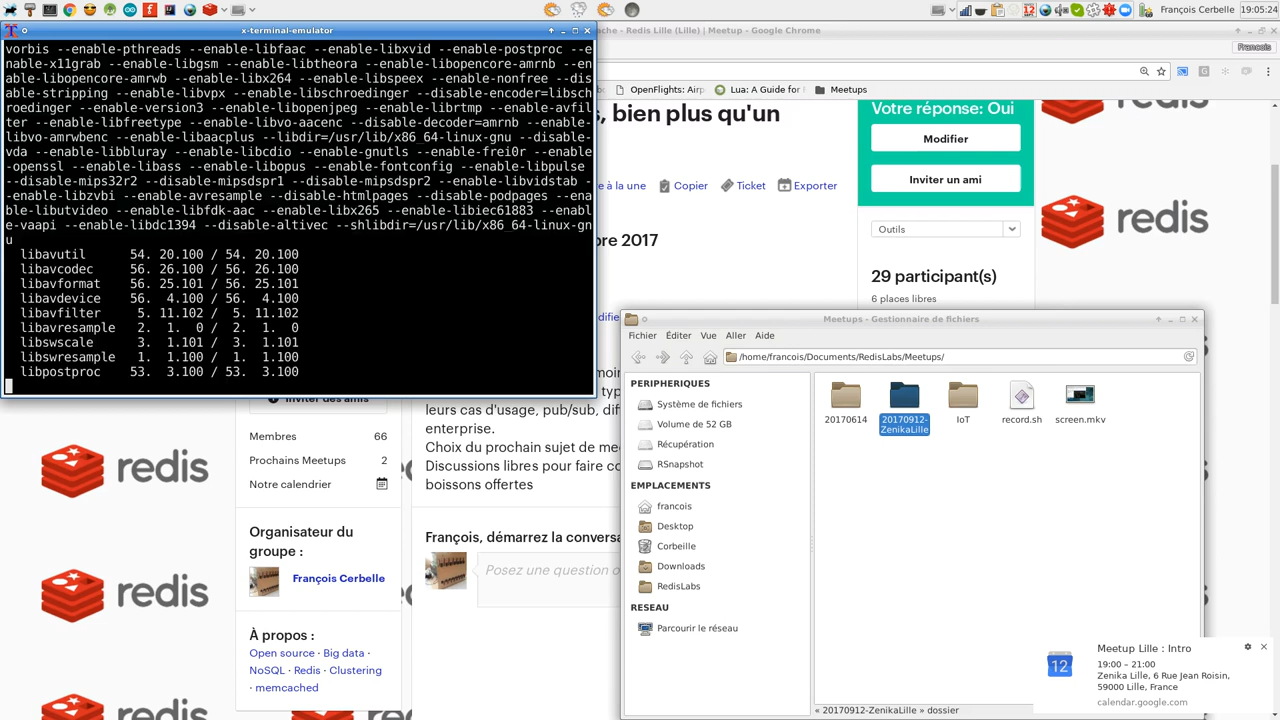 François Cerbelle 19:05:24
x-terminal-emulator
vorbis --enable-pthreads --enable-libfaac --enable-libxvid --enable-postproc --e
nable-x11grab --enable-libgsm --enable-libtheora --enable-libopencore-amrnb --en
able-libopencore-amrwb --enable-libx264 --enable-libspeex --enable-nonfree --dis
able-stripping --enable-libvpx --enable-libschroedinger --disable-encoder=libsch
roedinger --enable-version3 --enable-libopenjpeg --enable-librtmp --enable-avfil
ter --enable-libfreetype --enable-libvo-aacenc --disable-decoder=amrnb --enable-
libvo-amrwbenc --enable-libaacplus --libdir=/usr/lib/x86_64-linux-gnu --disable-
vda --enable-libbluray --enable-libcdio --enable-gnutls --enable-frei0r --enable
-openssl --enable-libass --enable-libopus --enable-fontconfig --enable-libpulse
--disable-mips32r2 --disable-mipsdspr1 --disable-mipsdspr2 --enable-libvidstab -
-enable-libzvbi --enable-avresample --disable-htmlpages --disable-podpages --ena
ble-libutvideo --enable-libfdk-aac --enable-libx265 --enable-libiec61883 --enabl
e-vaapi --enable-libdc1394 --disable-altivec --shlibdir=/usr/lib/x86_64-linux-gn
u
libavutil 54. 20.100 / 54. 20.100
libavcodec 56. 26.100 / 56. 26.100
libavformat 56. 25.101 / 56. 25.101
libavdevice 56. 4.100 / 56. 4.100
libavfilter 5. 11.102 / 5. 11.102
libavresample 2. 1. 0 / 2. 1. 0
libswscale 3. 1.101 / 3. 1.101
libswresample 1. 1.100 / 1. 1.100
libpostproc 53. 3.100 / 53. 3.100
ache - Redis Lille (Lille) | Meetup - Google Chrome
Francois
OpenFlights: Airp
Lua: A Guide for
Meetups
s, bien plus qu'un
e à la une
Copier
Ticket
Exporter
bre 2017
Votre réponse: Oui
Modifier
Inviter un ami
Outils
29 participant(s)
6 places libres
redis
Inviter des amis
Membres 66
Prochains Meetups 2
Notre calendrier
Organisateur du
groupe :
François Cerbelle
À propos :
Open source · Big data ·
NoSQL · Redis · Clustering
· memcached
leurs cas d'usage, pub/sub, dif
enterprise.
Choix du prochain sujet de mee
Discussions libres pour faire co
boissons offertes
François, démarrez la conversa
Posez une question o
redis
redis
Meetups - Gestionnaire de fichiers
Fichier Éditer Vue Aller Aide
/home/francois/Documents/RedisLabs/Meetups/
PERIPHERIQUES
Système de fichiers
Volume de 52 GB
Récupération
RSnapshot
EMPLACEMENTS
francois
Desktop
Corbeille
Downloads
RedisLabs
RESEAU
Parcourir le réseau
20170614
20170912-
ZenikaLille
IoT
record.sh
screen.mkv
« 20170912-ZenikaLille » dossier
12
Meetup Lille : Intro
19:00 – 21:00
Zenika Lille, 6 Rue Jean Roisin,
59000 Lille, France
calendar.google.com